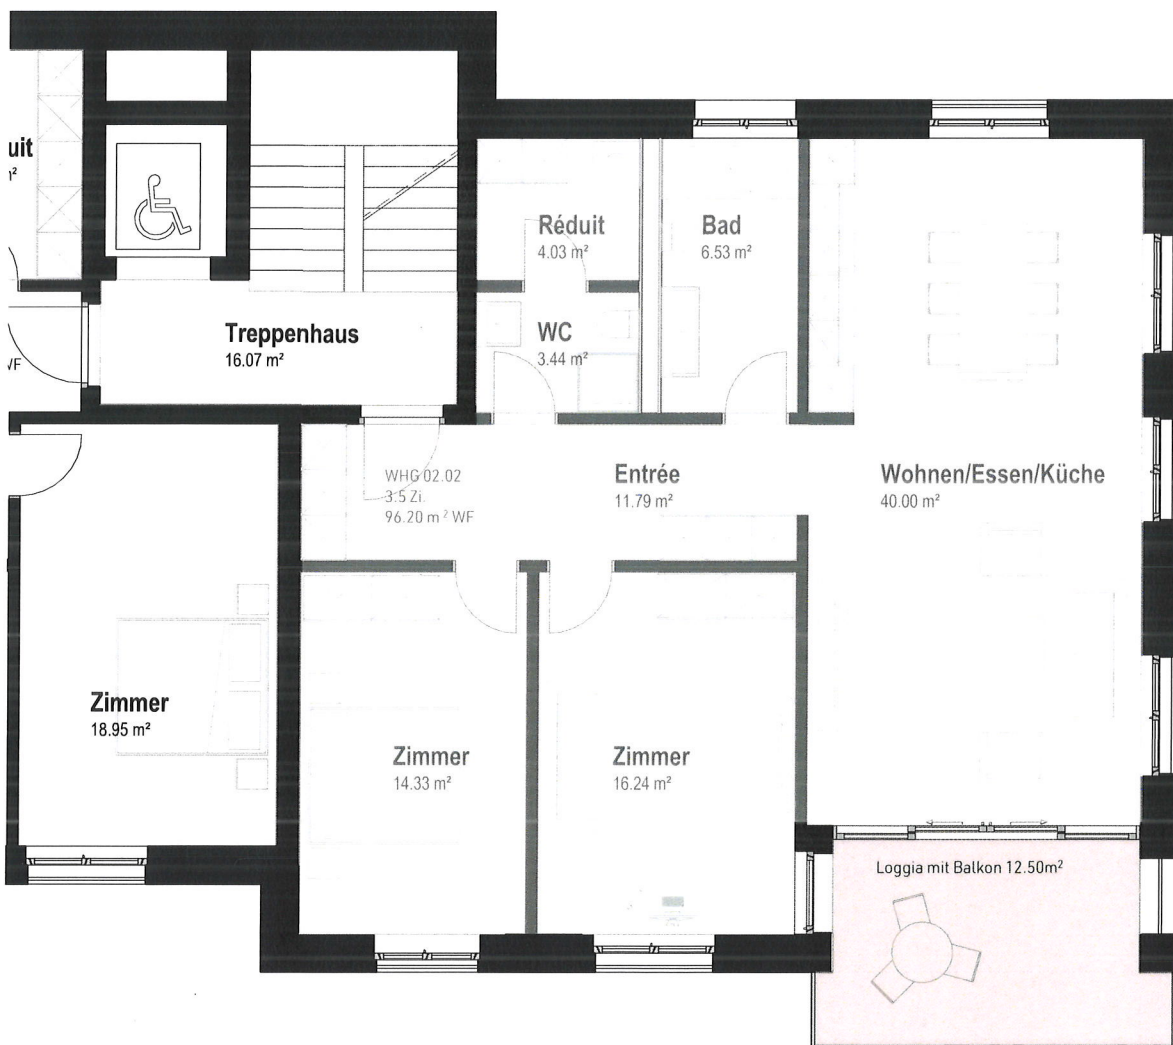 uit
Réduit
4.03 m²
Bad
6.53 m²
Treppenhaus
16.07 m²
WC
3.44 m²
WF
WHG 02.02
3.5 Zi.
96.20 m² WF
Entrée
11.79 m²
Wohnen/Essen/Küche
40.00 m²
Zimmer
18.95 m²
Zimmer
14.33 m²
Zimmer
16.24 m²
Loggia mit Balkon 12.50m²